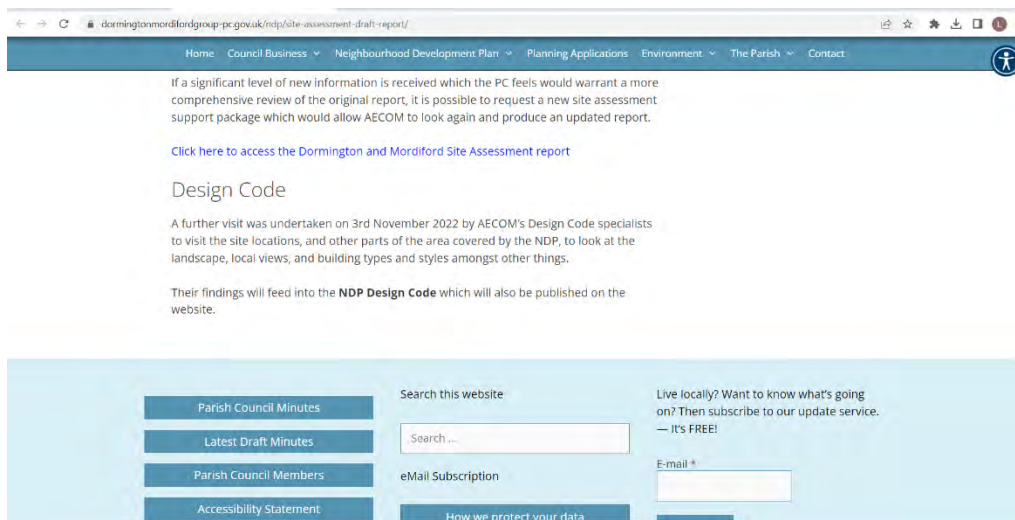 dormingtonmordifordgroup-pc.gov.uk/ndp/site-assessment-draft-report/
L
Home Council Business Neighbourhood Development Plan Planning Applications Environment The Parish Contact
If a significant level of new information is received which the PC feels would warrant a more
comprehensive review of the original report, it is possible to request a new site assessment
support package which would allow AECOM to look again and produce an updated report.
Click here to access the Dormington and Mordiford Site Assessment report
Design Code
A further visit was undertaken on 3rd November 2022 by AECOM's Design Code specialists
to visit the site locations, and other parts of the area covered by the NDP, to look at the
landscape, local views, and building types and styles amongst other things.
Their findings will feed into the NDP Design Code which will also be published on the
website.
Parish Council Minutes
Latest Draft Minutes
Parish Council Members
Accessibility Statement
Search this website
Search ...
eMail Subscription
How we protect your data
Live locally? Want to know what's going
on? Then subscribe to our update service.
— It's FREE!
E-mail *